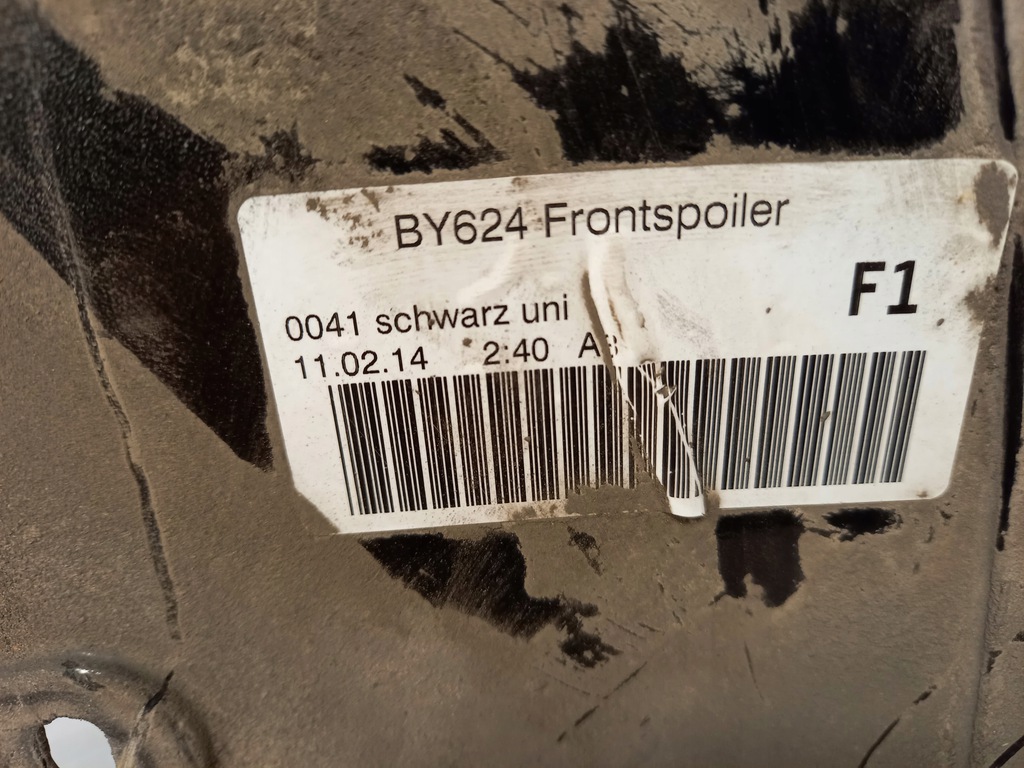 BY624 Frontspoiler
F1
0041 schwarz uni
11.02.14 2:40